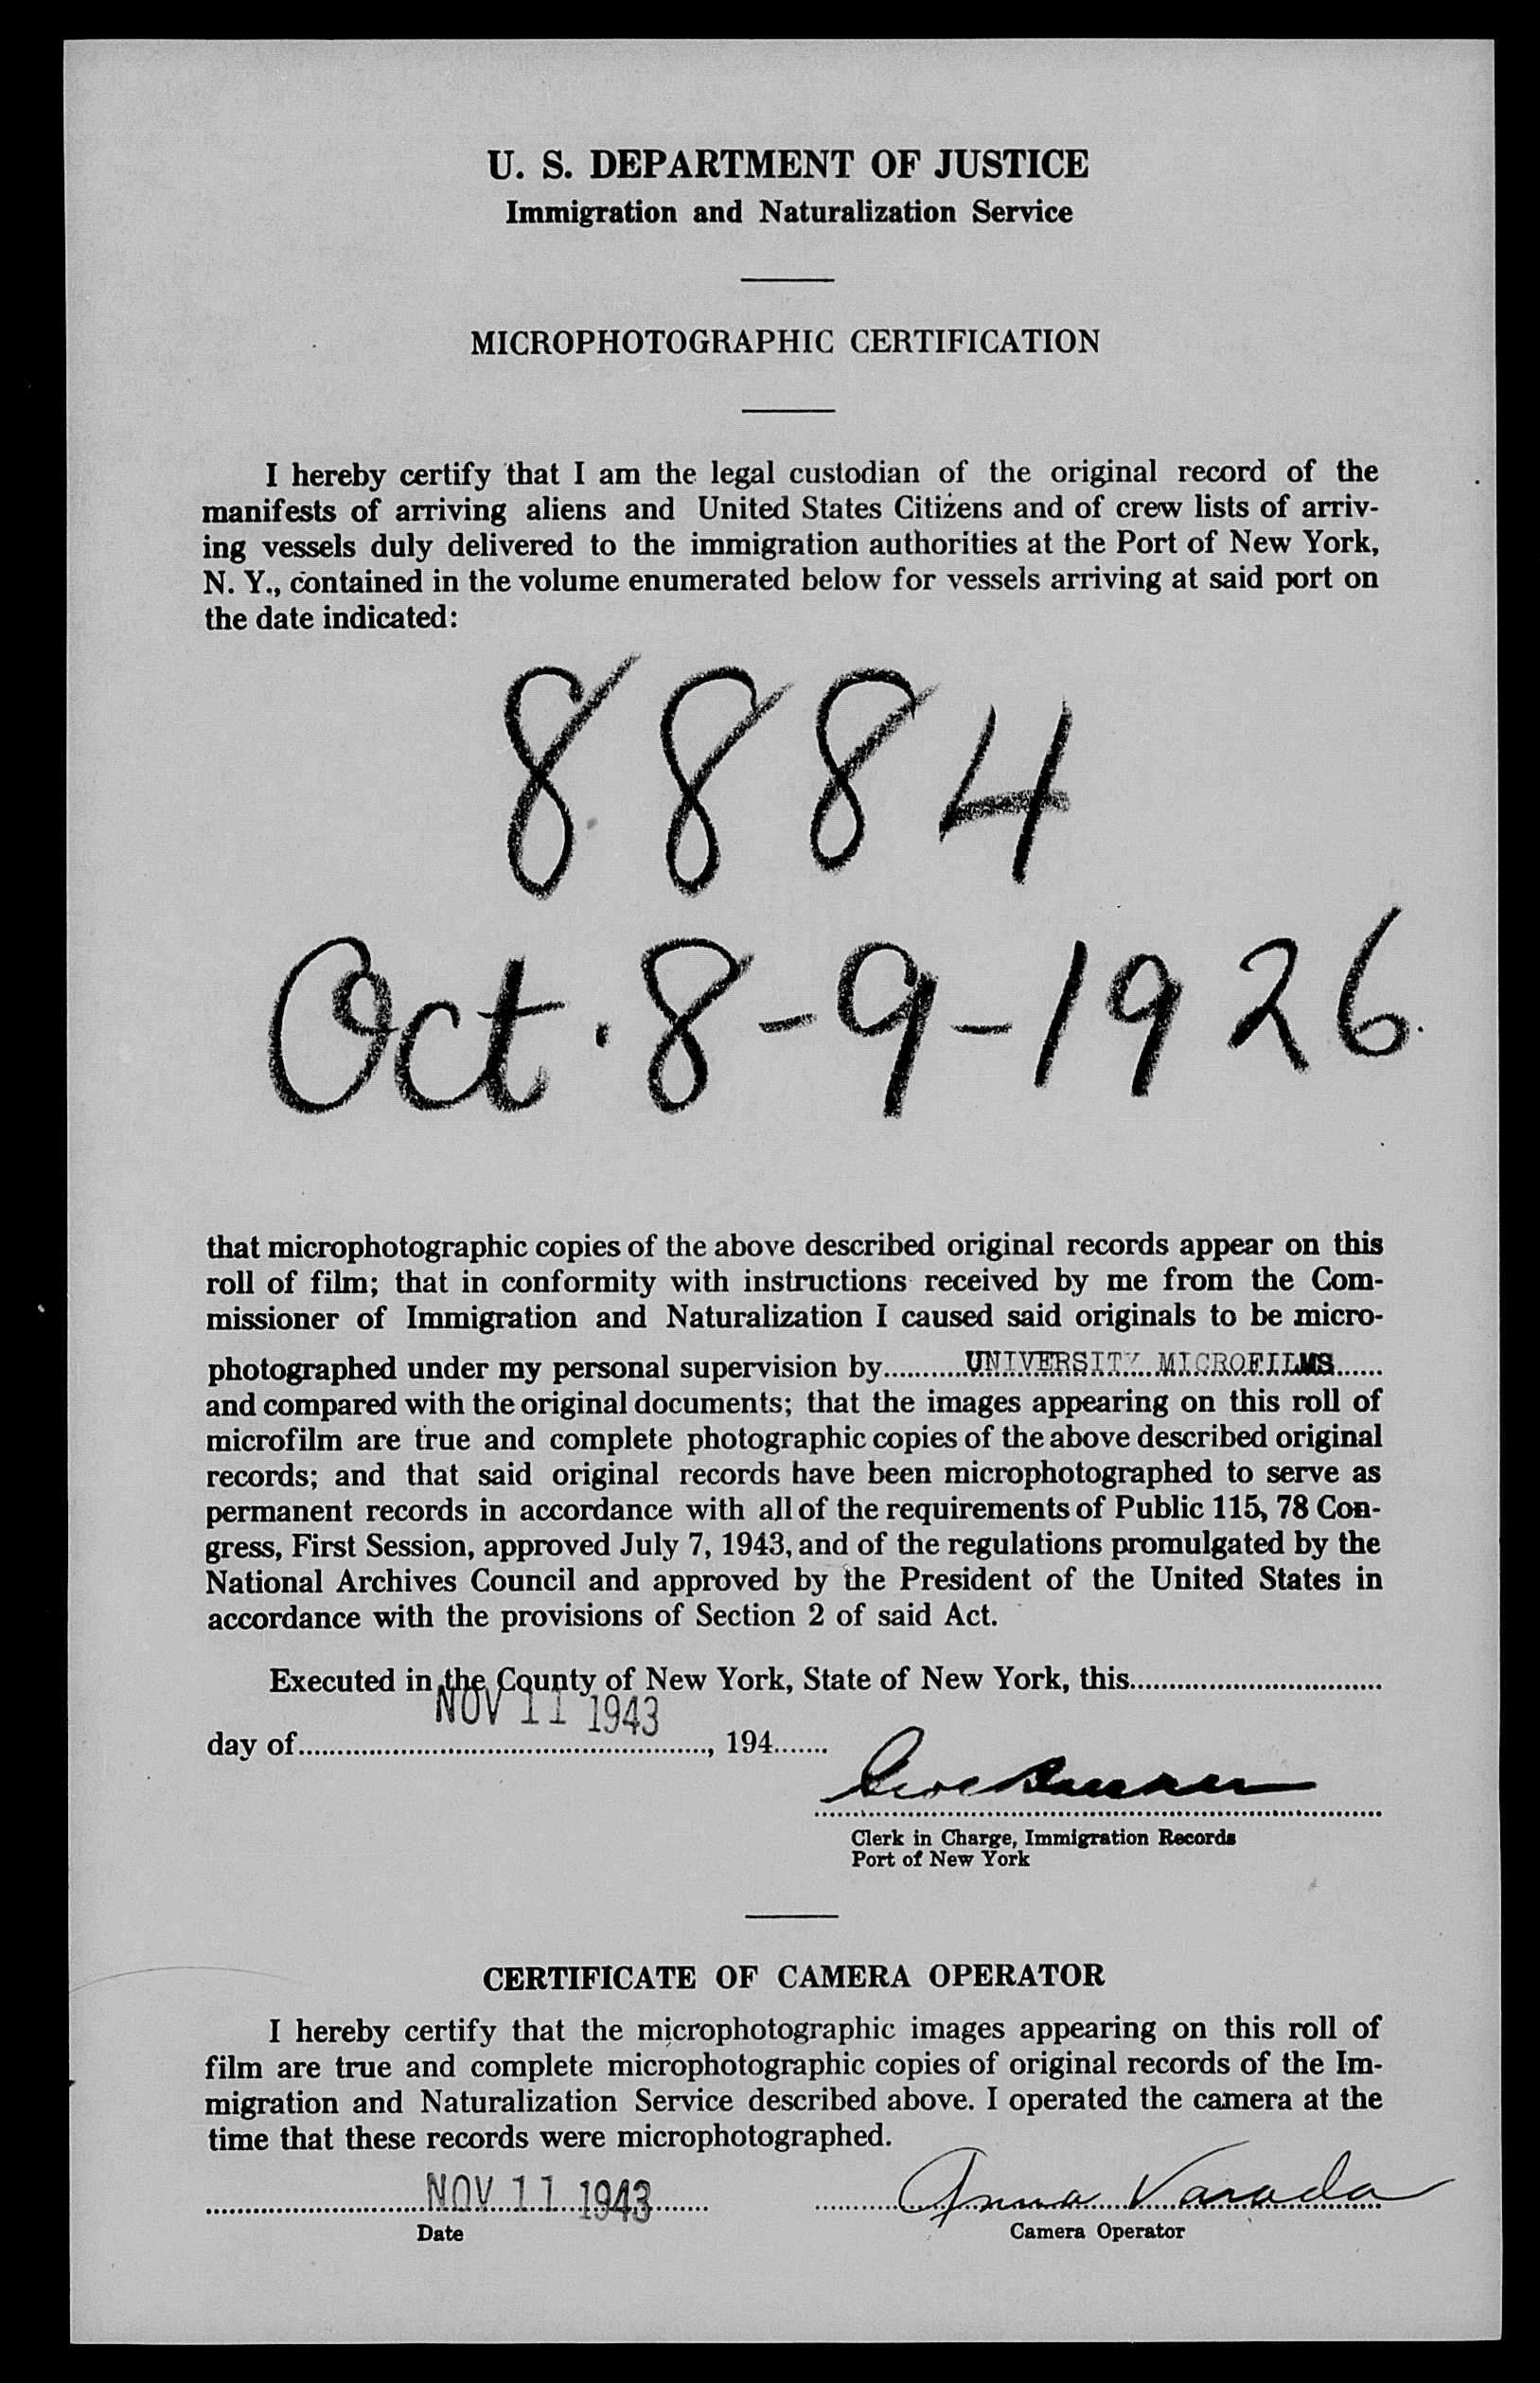 U. S. DEPARTMENT OF JUSTICE
Immigration and Naturalization Service
MICROPHOTOGRAPHIC CERTIFICATION
I hereby certify that I am the legal custodian of the original record of the
manifests of arriving aliens and United States Citizens and of crew lists of arriv-
ing vessels duly delivered to the immigration authorities at the Port of New York,
N. Y., contained in the volume enumerated below for vessels arriving at said port on
the date indicated:
8884
Oct. 8-9-1926.
that microphotographic copies of the above described original records appear on this
roll of film; that in conformity with instructions received by me from the Com-
missioner of Immigration and Naturalization I caused said originals to be micro-
photographed under my personal supervision by UNIVERSITY MICROFILMS
and compared with the original documents; that the images appearing on this roll of
microfilm are true and complete photographic copies of the above described original
records; and that said original records have been microphotographed to serve as
permanent records in accordance with all of the requirements of Public 115, 78 Con-
gress, First Session, approved July 7, 1943, and of the regulations promulgated by the
National Archives Council and approved by the President of the United States in
accordance with the provisions of Section 2 of said Act.
Executed in the County of New York, State of New York, this
NOV 11 1943
day of , 194
Clerk in Charge, Immigration Records
Port of New York
CERTIFICATE OF CAMERA OPERATOR
I hereby certify that the microphotographic images appearing on this roll of
film are true and complete microphotographic copies of original records of the Im-
migration and Naturalization Service described above. I operated the camera at the
time that these records were microphotographed.
NOV 11 1943 Anna Varada
Date Camera Operator